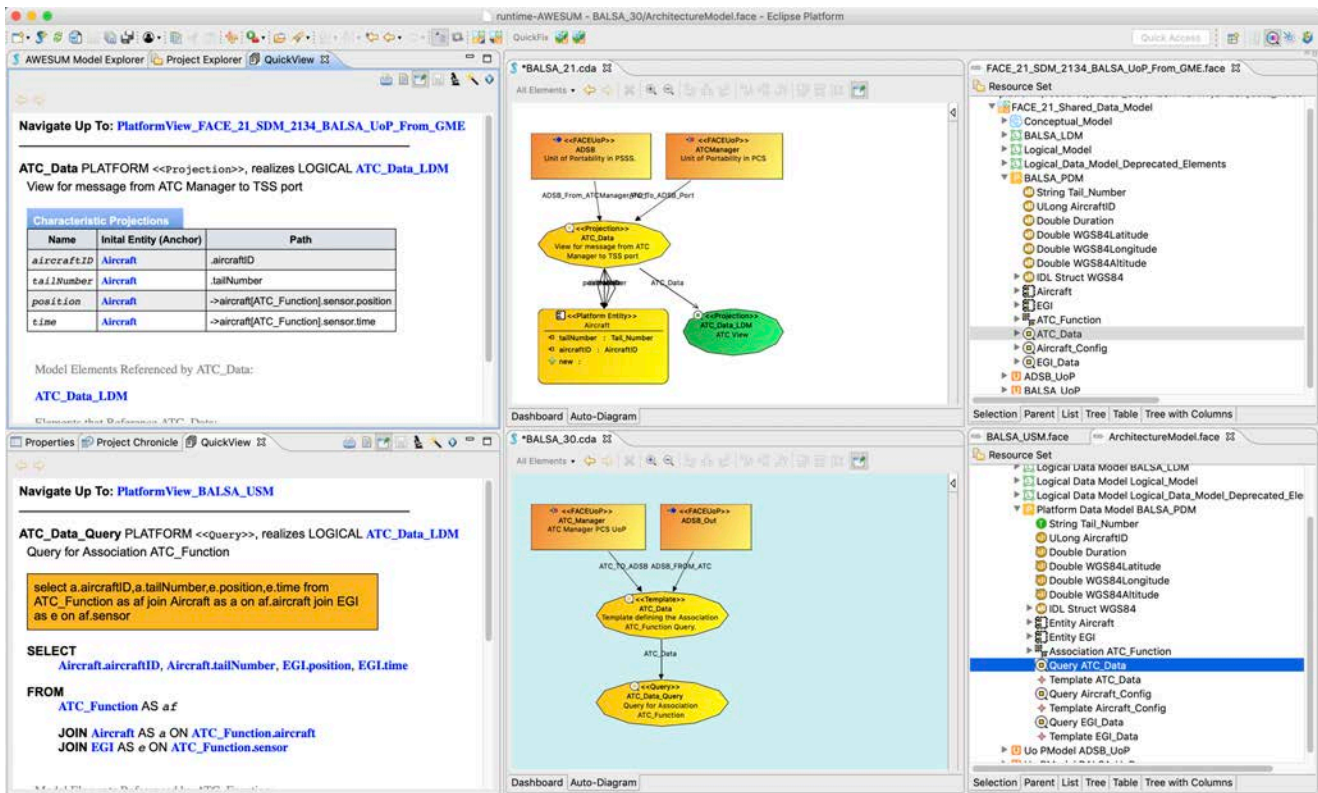 runtime-AWESUM - BALSA_30/ArchitectureModel.face - Eclipse Platform
QuickFix
Quick Access
AWESUM Model Explorer Project Explorer QuickView
Navigate Up To: PlatformView_FACE_21_SDM_2134_BALSA_UoP_From_GME
ATC_Data PLATFORM <<Projection>>, realizes LOGICAL ATC_Data_LDM
View for message from ATC Manager to TSS port
Characteristic Projections
Name Inital Entity (Anchor) Path
aircraftID Aircraft .aircraftID
tailNumber Aircraft .tailNumber
position Aircraft ->aircraft[ATC_Function].sensor.position
time Aircraft ->aircraft[ATC_Function].sensor.time
Model Elements Referenced by ATC_Data:
ATC_Data_LDM
Elements that Reference ATC_Data:
*BALSA_21.cda
All Elements
<<FACEUoP>>
ADSB
Unit of Portability in PSSS.
<<FACEUoP>>
ATCManager
Unit of Portability in PCS
<<Projection>>
ATC_Data
View for message from ATC
Manager to TSS port
ATC_Data
<<Platform Entity>>
Aircraft
tailNumber : Tail_Number
aircraftID : AircraftID
new :
<<Projection>>
ATC_Data_LDM
ATC View
Dashboard Auto-Diagram
FACE_21_SDM_2134_BALSA_UoP_From_GME.face
Resource Set
FACE_21_Shared_Data_Model
Conceptual_Model
BALSA_LDM
Logical_Model
Logical_Data_Model_Deprecated_Elements
BALSA_PDM
String Tail_Number
ULong AircraftID
Double Duration
Double WGS84Latitude
Double WGS84Longitude
Double WGS84Altitude
IDL Struct WGS84
Aircraft
EGI
ATC_Function
ATC_Data
Aircraft_Config
EGI_Data
ADSB_UoP
BALSA_UoP
Selection Parent List Tree Table Tree with Columns
Properties Project Chronicle QuickView
Navigate Up To: PlatformView_BALSA_USM
ATC_Data_Query PLATFORM <<Query>>, realizes LOGICAL ATC_Data_LDM
Query for Association ATC_Function
select a.aircraftID,a.tailNumber,e.position,e.time from
ATC_Function as af join Aircraft as a on af.aircraft join EGI
as e on af.sensor
SELECT
Aircraft.aircraftID, Aircraft.tailNumber, EGI.position, EGI.time
FROM
ATC_Function AS af
JOIN Aircraft AS a ON ATC_Function.aircraft
JOIN EGI AS e ON ATC_Function.sensor
*BALSA_30.cda
All Elements
<<FACEUoP>>
ATC_Manager
ATC Manager PCS UoP
<<FACEUoP>>
ADSB_Out
ATC_TO_ADSB ADSB_FROM_ATC
<<Template>>
ATC_Data
Template defining the Association
ATC_Function Query.
ATC_Data
<<Query>>
ATC_Data_Query
Query for Association
ATC_Function
Dashboard Auto-Diagram
BALSA_USM.face ArchitectureModel.face
Resource Set
Logical Data Model BALSA_LDM
Logical Data Model Logical_Model
Logical Data Model Logical_Data_Model_Deprecated_Ele
Platform Data Model BALSA_PDM
String Tail_Number
ULong AircraftID
Double Duration
Double WGS84Latitude
Double WGS84Longitude
Double WGS84Altitude
IDL Struct WGS84
Entity Aircraft
Entity EGI
Association ATC_Function
Query ATC_Data
Template ATC_Data
Query Aircraft_Config
Template Aircraft_Config
Query EGI_Data
Template EGI_Data
Uo PModel ADSB_UoP
Selection Parent List Tree Table Tree with Columns